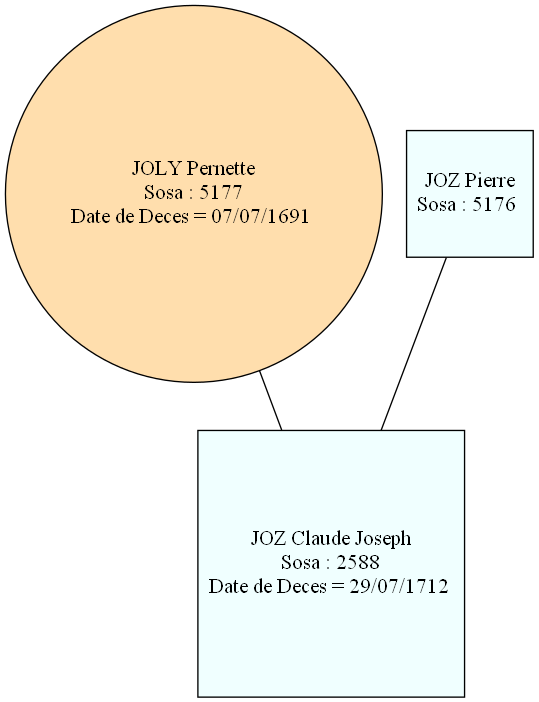 JOLY Pernette
Sosa : 5177
Date de Deces = 07/07/1691
JOZ Pierre
Sosa : 5176
JOZ Claude Joseph
Sosa : 2588
Date de Deces = 29/07/1712